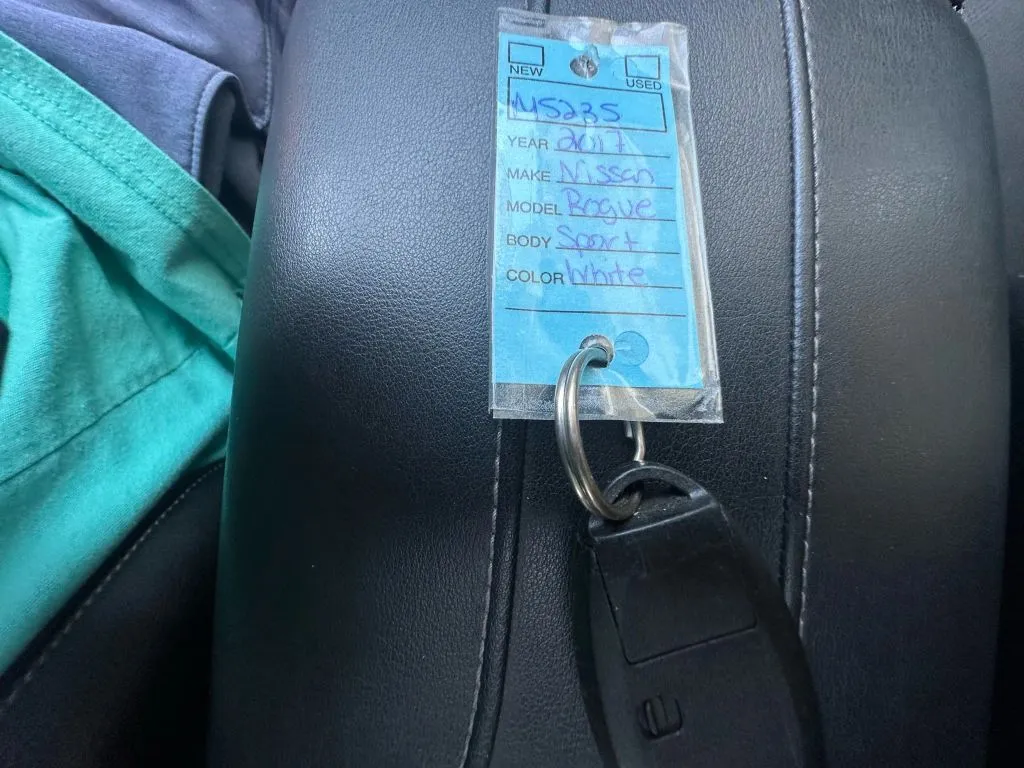 NEW USED
M5235
YEAR 2017
MAKE Nissan
MODEL Rogue
BODY Sport
COLOR White